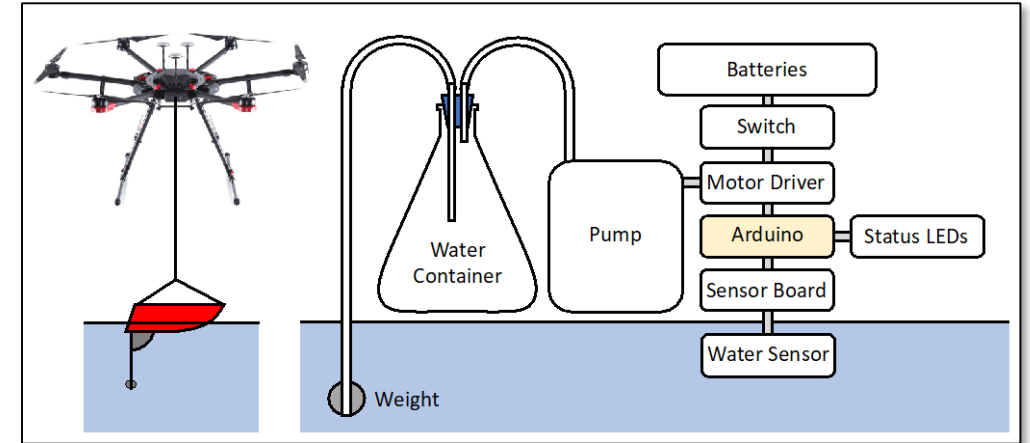 Batteries
Switch
Motor Driver
Pump
Arduino
Status LEDs
Water
Container
Sensor Board
Water Sensor
Weight